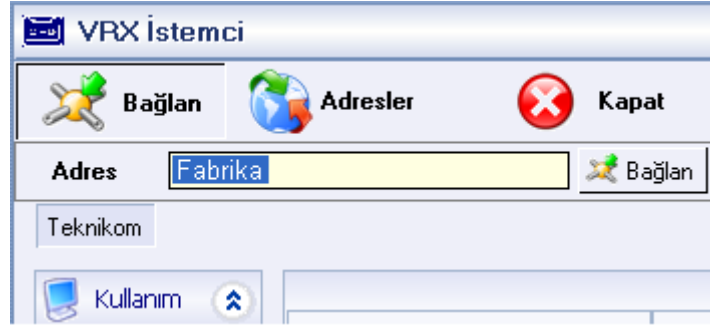 VRX İstemci
Bağlan Adresler Kapat
Adres Fabrika Bağlan
Teknikom
Kullanım